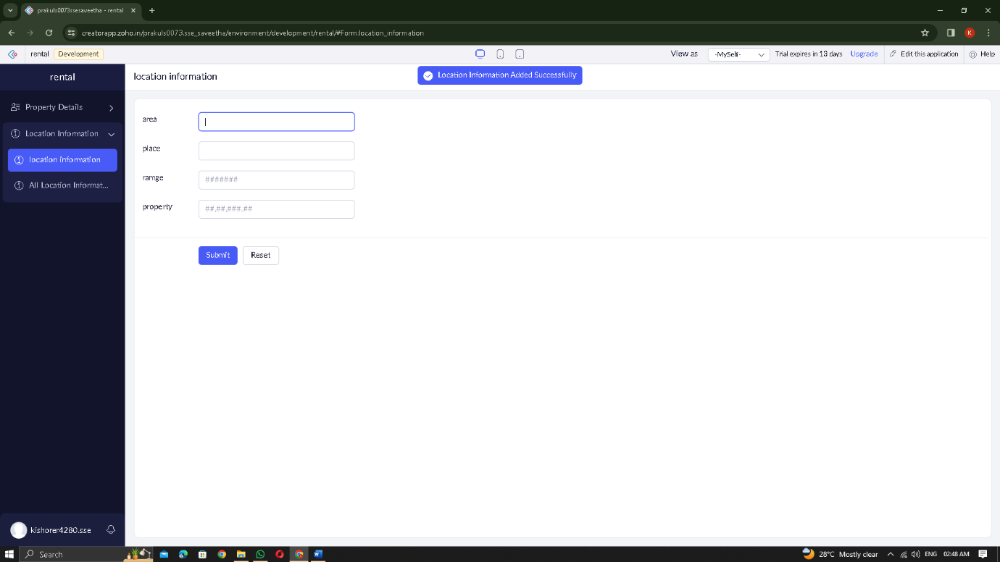 prakuls0073ssesaveetha - rental
creatorapp.zoho.in/prakuls0073.sse_saveetha/environment/development/rental/#Form:location_information
K
rental Development View as -MySelf- Trial expires in 13 days Upgrade Edit this application Help
rental
location information
Location Information Added Successfully
Property Details
Location Information
location information
All Location Informat...
area
place
ramge #######
property ##,##,###.##
Submit Reset
kishorer4280.sse
Search 28°C Mostly clear ENG 02:48 AM